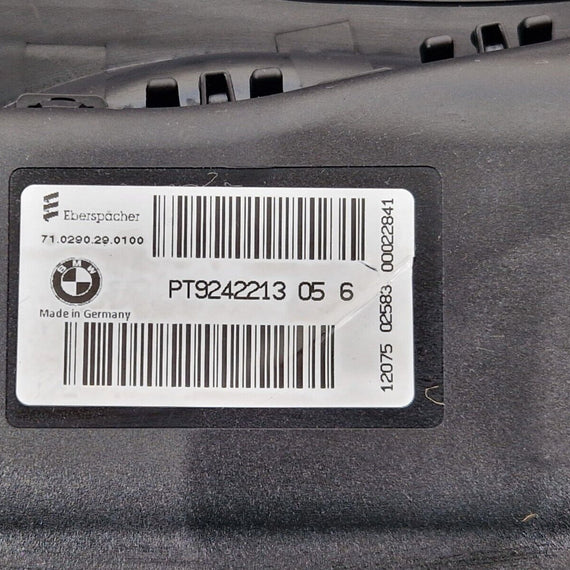 Eberspächer
71.0290.29.0100
BMW
PT9242213 05 6
Made in Germany
12075 02583 00022841